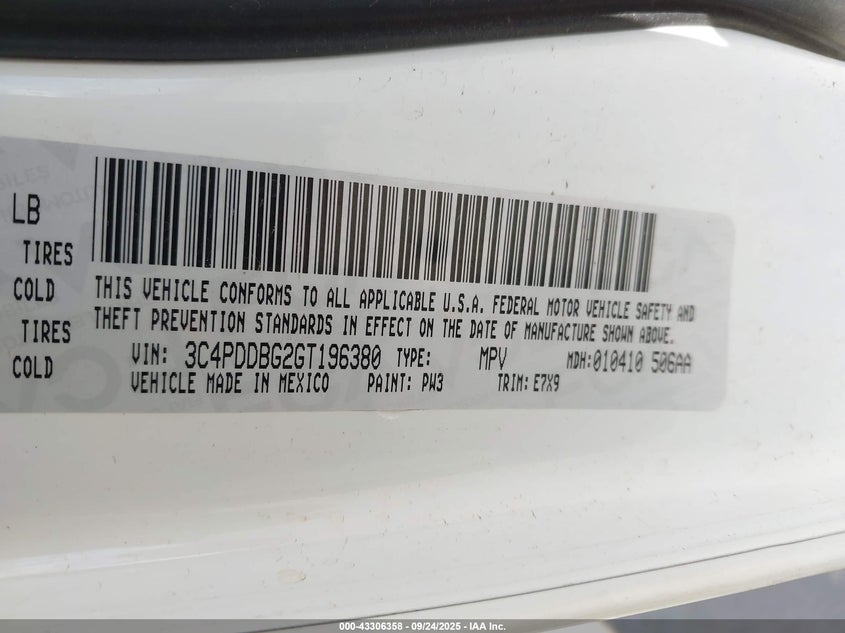 LB
TIRES
COLD
TIRES
COLD
THIS VEHICLE CONFORMS TO ALL APPLICABLE U.S.A. FEDERAL MOTOR VEHICLE SAFETY AND
THEFT PREVENTION STANDARDS IN EFFECT ON THE DATE OF MANUFACTURE SHOWN ABOVE.
VIN: 3C4PDDBG2GT196380 TYPE: MPV MDH:010410 506AA
VEHICLE MADE IN MEXICO PAINT: PW3 TRIM: E7X9
000-43306358 - 09/24/2025 - IAA Inc.